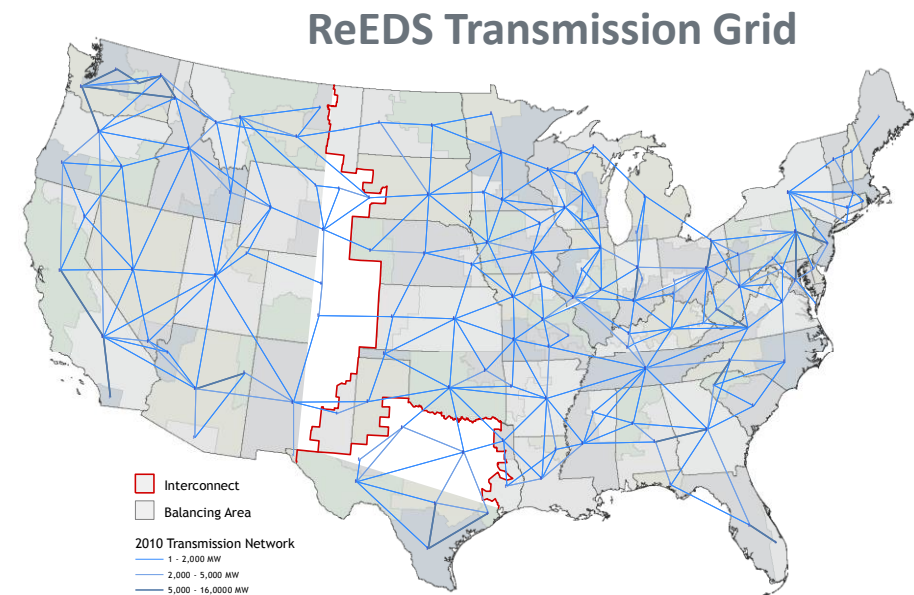 ReEDS Transmission Grid
Interconnect
Balancing Area
2010 Transmission Network
1 - 2,000 MW
2,000 - 5,000 MW
5,000 - 16,0000 MW